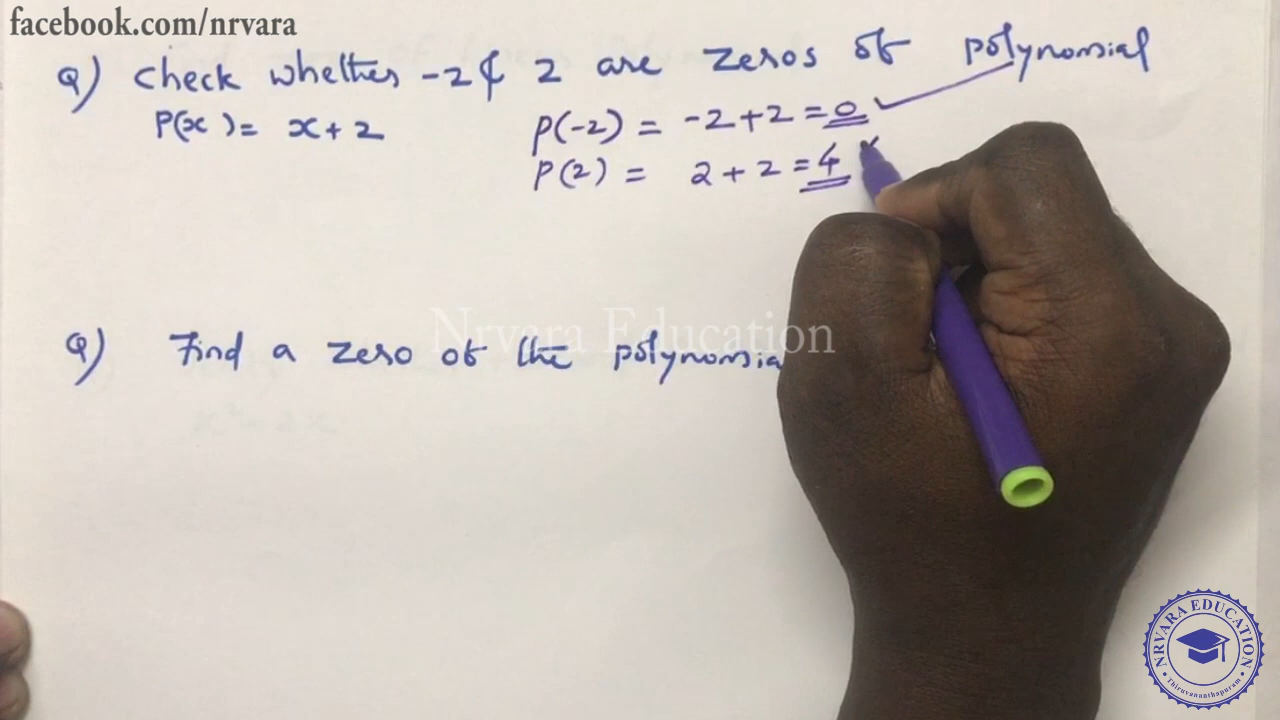 facebook.com/nrvara
Q) Check whether -2 & 2 are zeros of polynomial
P(x) = x + 2
P(-2) = -2 + 2 = 0 ✓
P(2) = 2 + 2 = 4
Nrvara Education
Q) Find a zero of the polynomia
NRVARA EDUCATION
Thiruvananthapuram